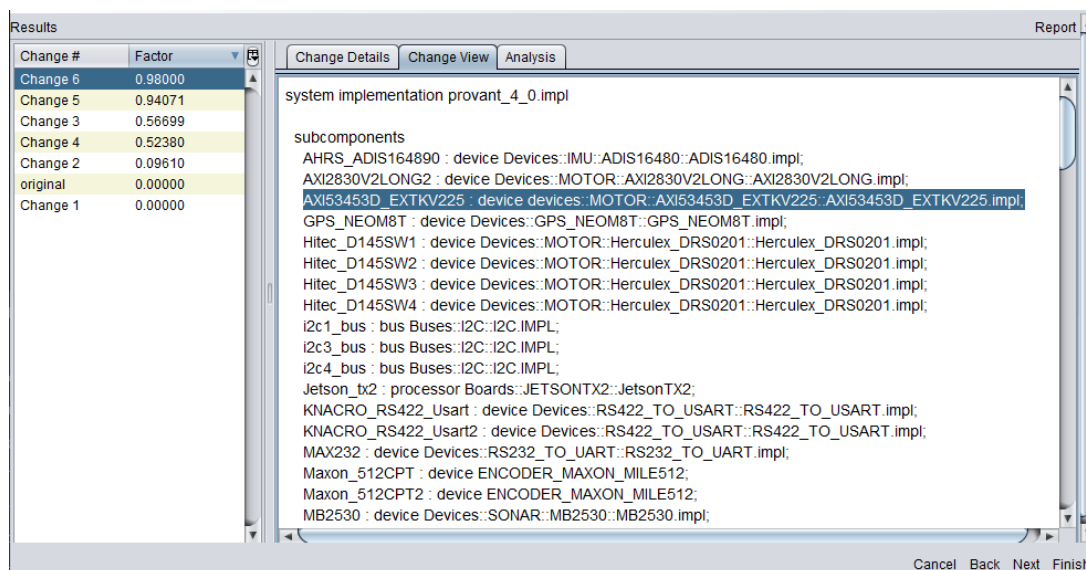 Results Report
Change # Factor
Change 6 0.98000
Change 5 0.94071
Change 3 0.56699
Change 4 0.52380
Change 2 0.09610
original 0.00000
Change 1 0.00000
Change Details Change View Analysis
system implementation provant_4_0.impl
subcomponents
AHRS_ADIS164890 : device Devices::IMU::ADIS16480::ADIS16480.impl;
AXI2830V2LONG2 : device Devices::MOTOR::AXI2830V2LONG::AXI2830V2LONG.impl;
AXI53453D_EXTKV225 : device devices::MOTOR::AXI53453D_EXTKV225::AXI53453D_EXTKV225.impl;
GPS_NEOM8T : device Devices::GPS_NEOM8T::GPS_NEOM8T.impl;
Hitec_D145SW1 : device Devices::MOTOR::Herculex_DRS0201::Herculex_DRS0201.impl;
Hitec_D145SW2 : device Devices::MOTOR::Herculex_DRS0201::Herculex_DRS0201.impl;
Hitec_D145SW3 : device Devices::MOTOR::Herculex_DRS0201::Herculex_DRS0201.impl;
Hitec_D145SW4 : device Devices::MOTOR::Herculex_DRS0201::Herculex_DRS0201.impl;
i2c1_bus : bus Buses::I2C::I2C.IMPL;
i2c3_bus : bus Buses::I2C::I2C.IMPL;
i2c4_bus : bus Buses::I2C::I2C.IMPL;
Jetson_tx2 : processor Boards::JETSONTX2::JetsonTX2;
KNACRO_RS422_Usart : device Devices::RS422_TO_USART::RS422_TO_USART.impl;
KNACRO_RS422_Usart2 : device Devices::RS422_TO_USART::RS422_TO_USART.impl;
MAX232 : device Devices::RS232_TO_UART::RS232_TO_UART.impl;
Maxon_512CPT : device ENCODER_MAXON_MILE512;
Maxon_512CPT2 : device ENCODER_MAXON_MILE512;
MB2530 : device Devices::SONAR::MB2530::MB2530.impl;
Cancel Back Next Finish